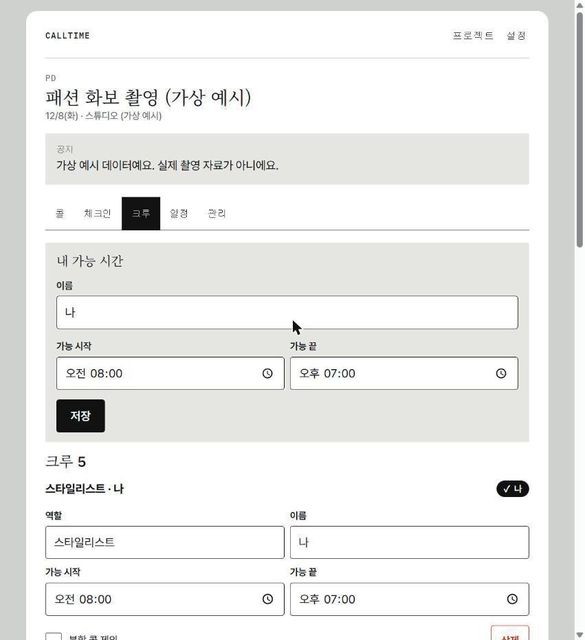 CALLTIME
프로젝트 설정
PD
패션 화보 촬영 (가상 예시)
12/8(화) · 스튜디오 (가상 예시)
공지
가상 예시 데이터예요. 실제 촬영 자료가 아니에요.
콜 체크인 크루 일정 관리
내 가능 시간
이름
나
가능 시작 가능 끝
오전 08:00 오후 07:00
저장
크루 5
스타일리스트 · 나 ✓ 나
역할 이름
스타일리스트 나
가능 시작 가능 끝
오전 08:00 오후 07:00
삭제